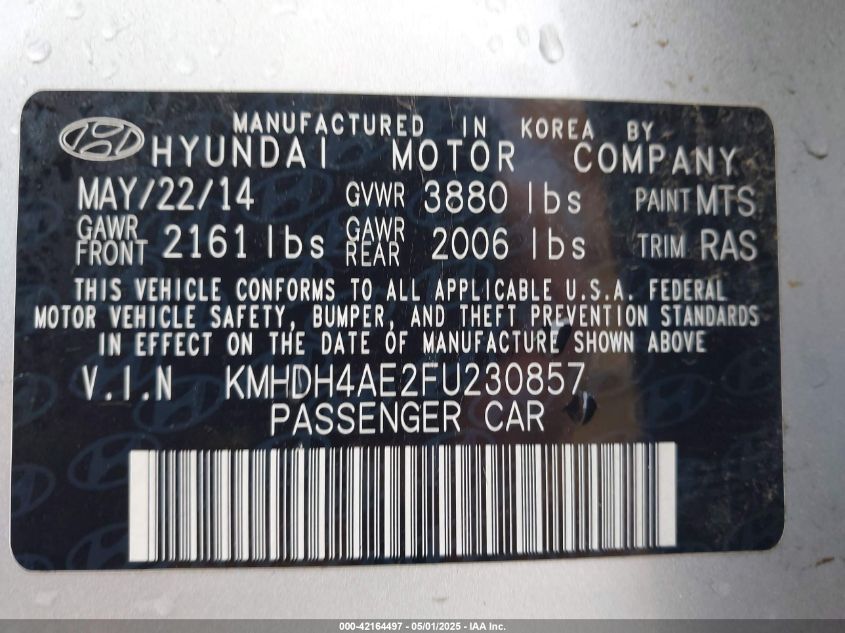 MANUFACTURED IN KOREA BY
HYUNDAI MOTOR COMPANY
MAY/22/14 GVWR 3880 lbs PAINT MTS
GAWR FRONT 2161 lbs GAWR REAR 2006 lbs TRIM RAS
THIS VEHICLE CONFORMS TO ALL APPLICABLE U.S.A. FEDERAL
MOTOR VEHICLE SAFETY, BUMPER, AND THEFT PREVENTION STANDARDS
IN EFFECT ON THE DATE OF MANUFACTURE SHOWN ABOVE
V.I.N KMHDH4AE2FU230857
PASSENGER CAR
000-42164497 - 05/01/2025 - IAA Inc.